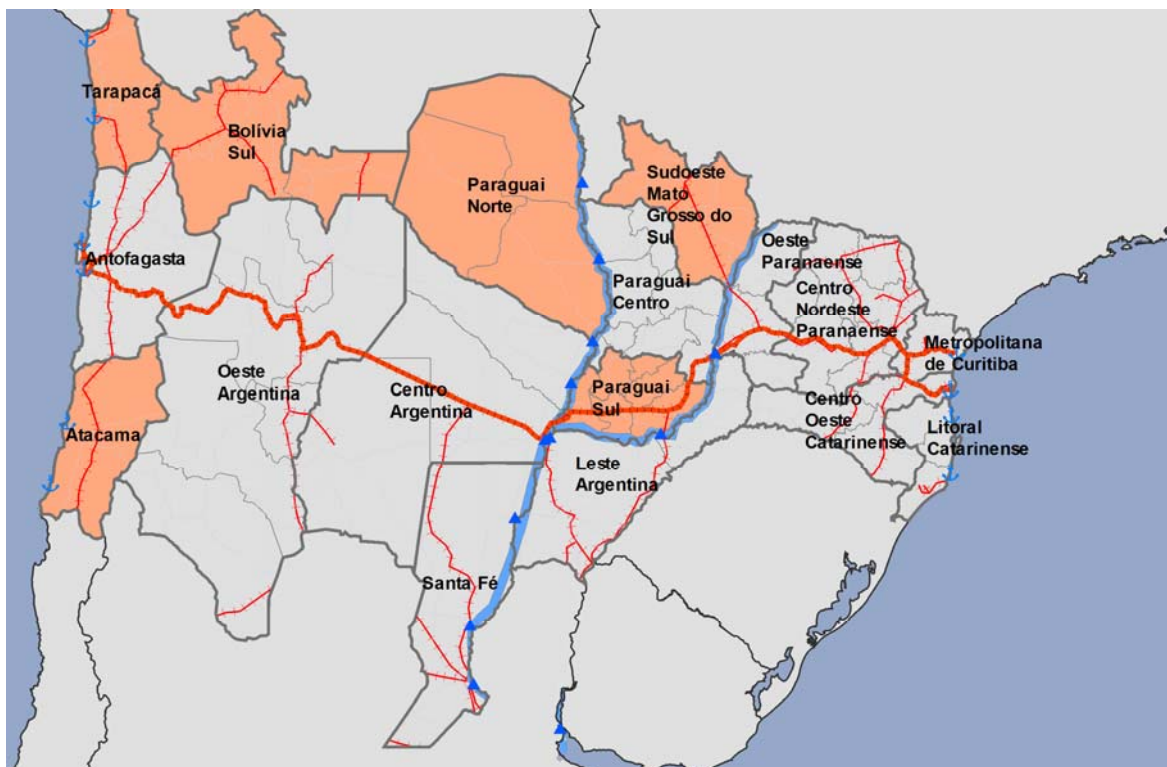 Tarapacá
Bolívia
Sul
Paraguai
Norte
Sudoeste
Mato
Grosso do
Sul
Oeste
Paranaense
Antofagasta
Paraguai
Centro
Centro
Nordeste
Paranaense
Metropolitana
de Curitiba
Oeste
Argentina
Centro
Argentina
Paraguai
Sul
Atacama
Centro
Oeste
Catarinense
Litoral
Catarinense
Leste
Argentina
Santa Fé